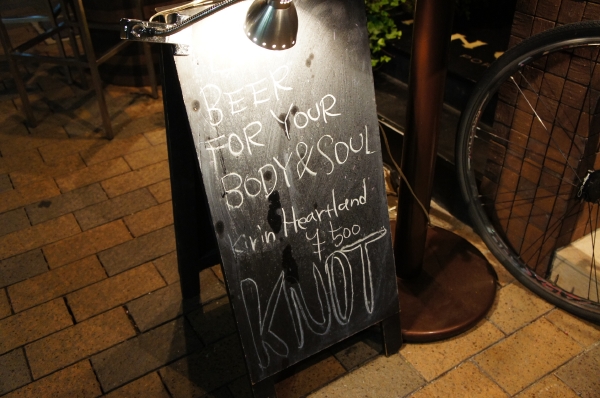 BEER
FOR YOUR
BODY & SOUL
Kirin Heartland
¥500
KNOT